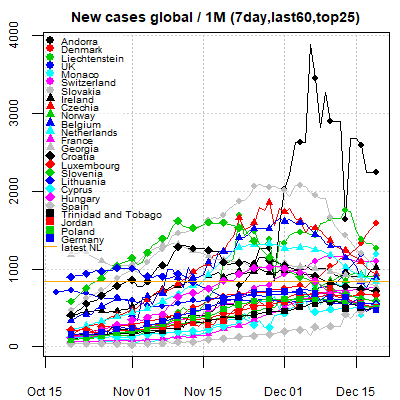 New cases global / 1M (7day,last60,top25)
4000
3000
2000
1000
0
Andorra
Denmark
Liechtenstein
UK
Monaco
Switzerland
Slovakia
Ireland
Czechia
Norway
Belgium
Netherlands
France
Georgia
Croatia
Luxembourg
Slovenia
Lithuania
Cyprus
Hungary
Spain
Trinidad and Tobago
Jordan
Poland
Germany
latest NL
Oct 15
Nov 01
Nov 15
Dec 01
Dec 15